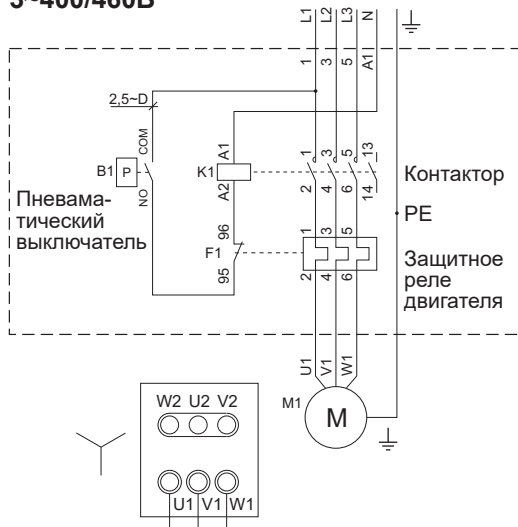 3~400/460В
L1 L2 L3 N
1 3 5 A1
2,5~D
COM
B1 P
NO
K1 A1
A2
1 3 5 13
2 4 6 14
Контактор
Пневама-
тический
выключатель
PE
96
F1
95
1 3 5
2 4 6
Защитное
реле
двигателя
U1 V1 W1
M1
M
W2 U2 V2
U1 V1 W1